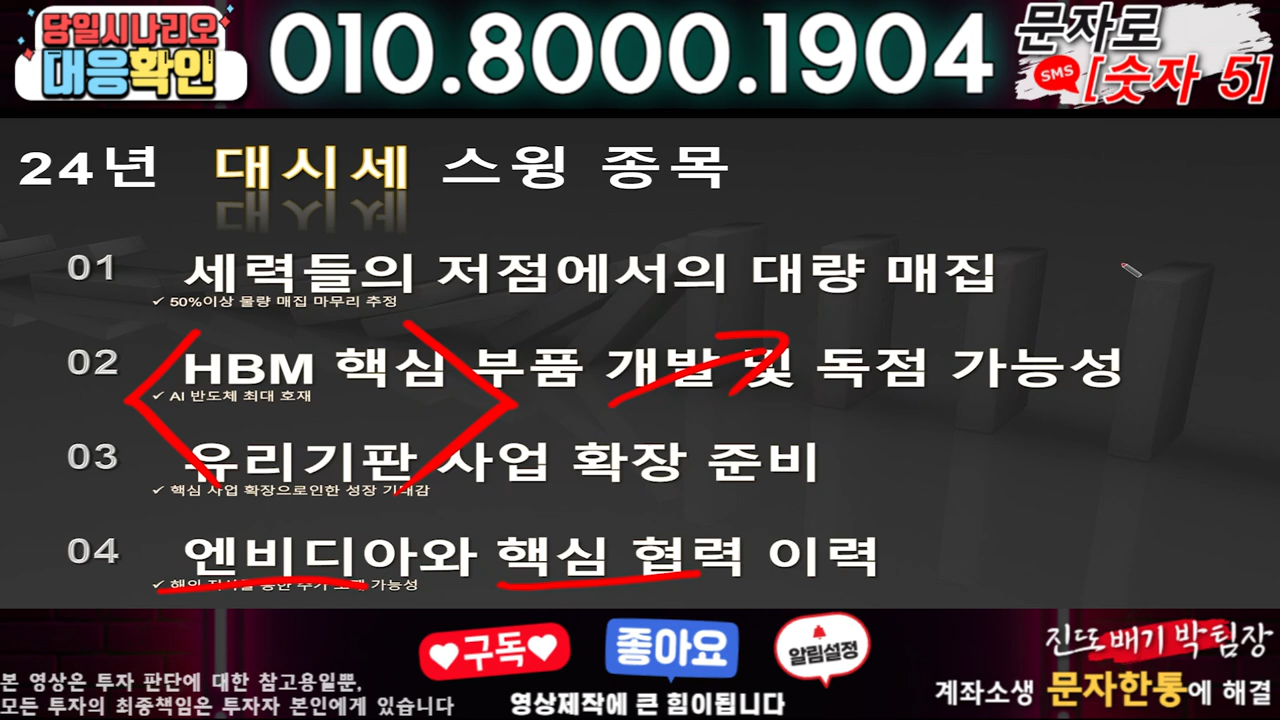 당일시나리오
대응확인
010.8000.1904
문자로
SMS
[숫자 5]
24년 대시세 스윙 종목
01 세력들의 저점에서의 대량 매집
✓ 50%이상 물량 매집 마무리 추정
02 HBM 핵심 부품 개발 및 독점 가능성
✓ AI 반도체 최대 호재
03 유리기판 사업 확장 준비
✓ 핵심 사업 확장으로인한 성장 기대감
04 엔비디아와 핵심 협력 이력
✓ 해외 통한 추가 가능성
구독
좋아요
알림설정
영상제작에 큰 힘이됩니다
본 영상은 투자 판단에 대한 참고용일뿐,
모든 투자의 최종책임은 투자자 본인에게 있습니다
진또배기 박팀장
계좌소생 문자한통에 해결